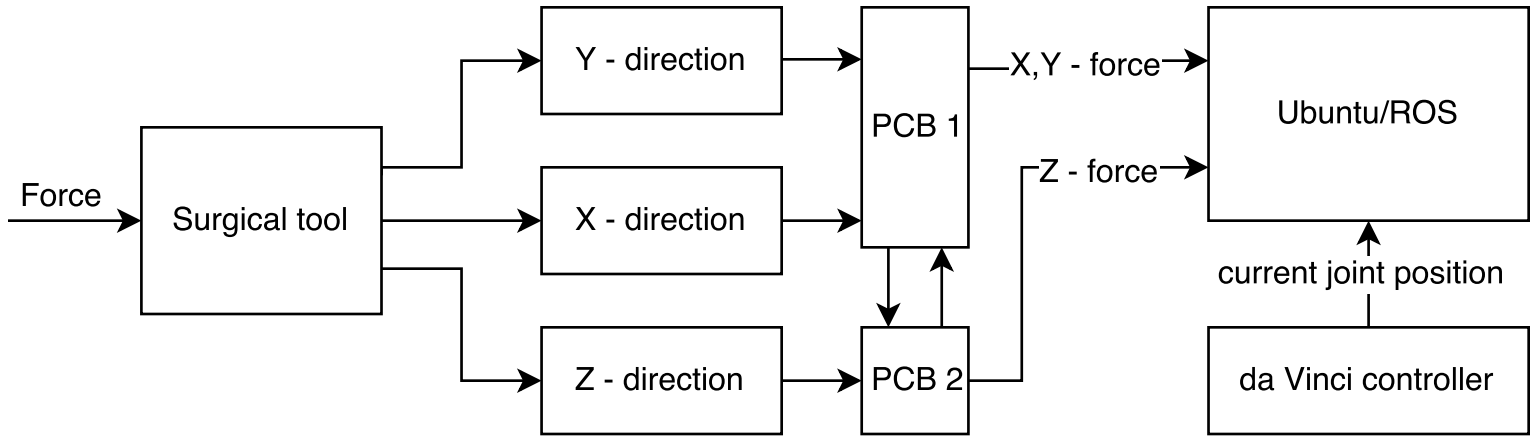 Force
Surgical tool
Y - direction
X - direction
Z - direction
PCB 1
PCB 2
X,Y - force
Z - force
Ubuntu/ROS
current joint position
da Vinci controller